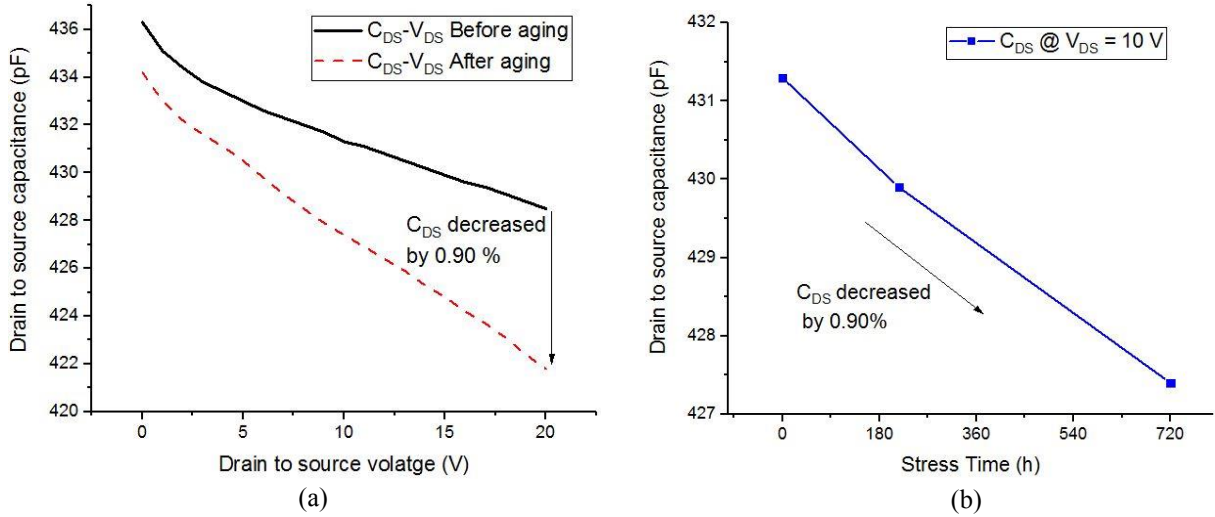 Drain to source capacitance (pF)
436
434
432
430
428
426
424
422
420
C_DS-V_DS Before aging
C_DS-V_DS After aging
C_DS decreased
by 0.90 %
0
5
10
15
20
Drain to source volatge (V)
(a)
Drain to source capacitance (pF)
432
431
430
429
428
427
C_DS @ V_DS = 10 V
C_DS decreased
by 0.90%
0
180
360
540
720
Stress Time (h)
(b)